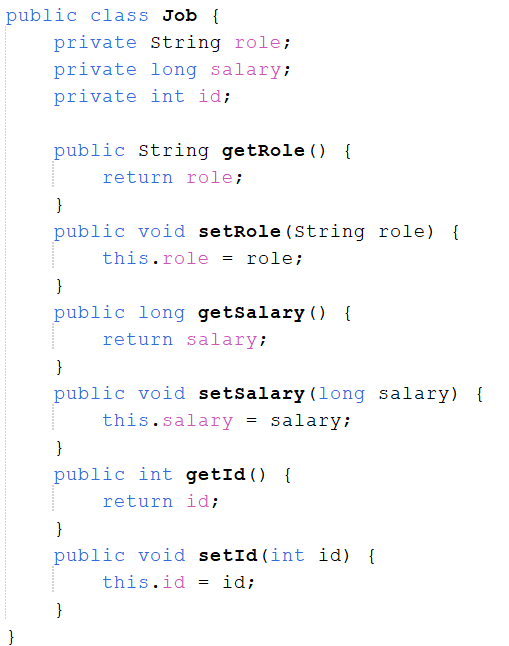 public class Job {
    private String role;
    private long salary;
    private int id;

    public String getRole() {
        return role;
    }
    public void setRole(String role) {
        this.role = role;
    }
    public long getSalary() {
        return salary;
    }
    public void setSalary(long salary) {
        this.salary = salary;
    }
    public int getId() {
        return id;
    }
    public void setId(int id) {
        this.id = id;
    }
}